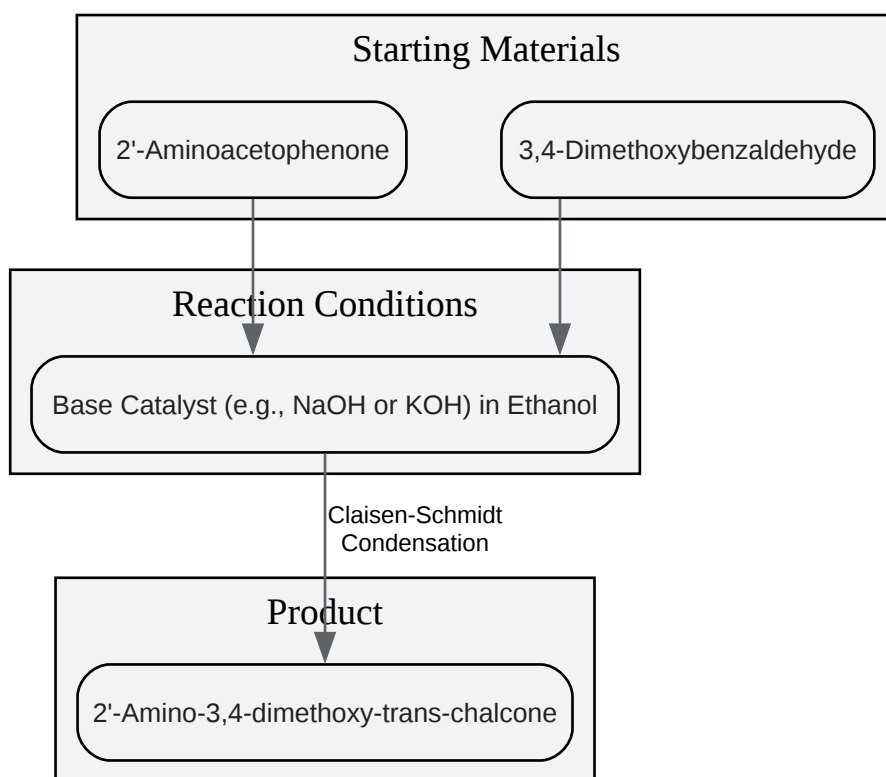 Starting Materials
2'-Aminoacetophenone
3,4-Dimethoxybenzaldehyde
Reaction Conditions
Base Catalyst (e.g., NaOH or KOH) in Ethanol
Claisen-Schmidt
Condensation
Product
2'-Amino-3,4-dimethoxy-trans-chalcone